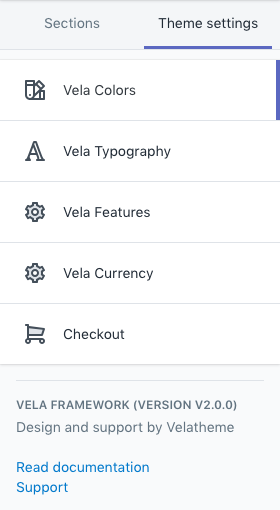 Sections
Theme settings
Vela Colors
Vela Typography
Vela Features
Vela Currency
Checkout
VELA FRAMEWORK (VERSION V2.0.0)
Design and support by Velatheme
Read documentation
Support